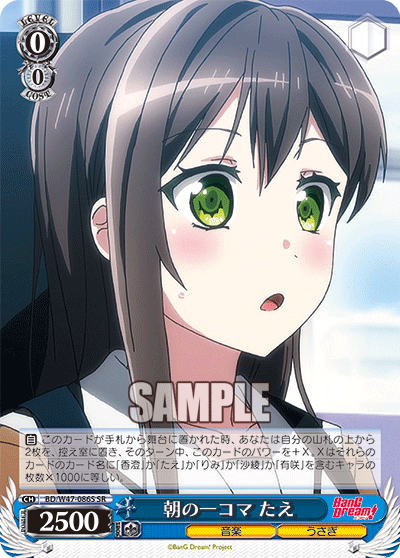 LEVEL
0
0
COST
SAMPLE
自このカードが手札から舞台に置かれた時、あなたは自分の山札の上から
2枚を、控え室に置き、そのターン中、このカードのパワーを+X。Xはそれら
のカードのカード名に「香澄」か「たえ」か「りみ」か「沙綾」か「有咲」を含むキャラの
枚数×1000に等しい。
CH BD/W47-086S SR
2500
朝の一コマ たえ
BanG Dream!
音楽 うさぎ
©BanG Dream! Project